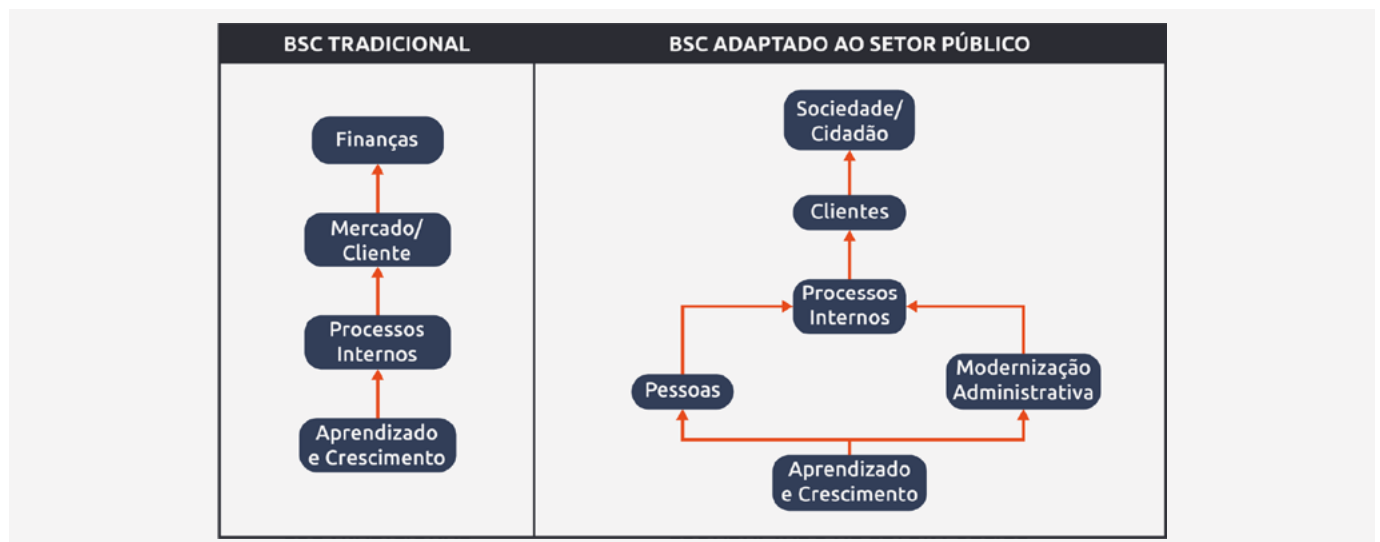 BSC TRADICIONAL
Finanças
Mercado/
Cliente
Processos
Internos
Aprendizado
e Crescimento
BSC ADAPTADO AO SETOR PÚBLICO
Sociedade/
Cidadão
Clientes
Processos
Internos
Pessoas
Modernização
Administrativa
Aprendizado
e Crescimento